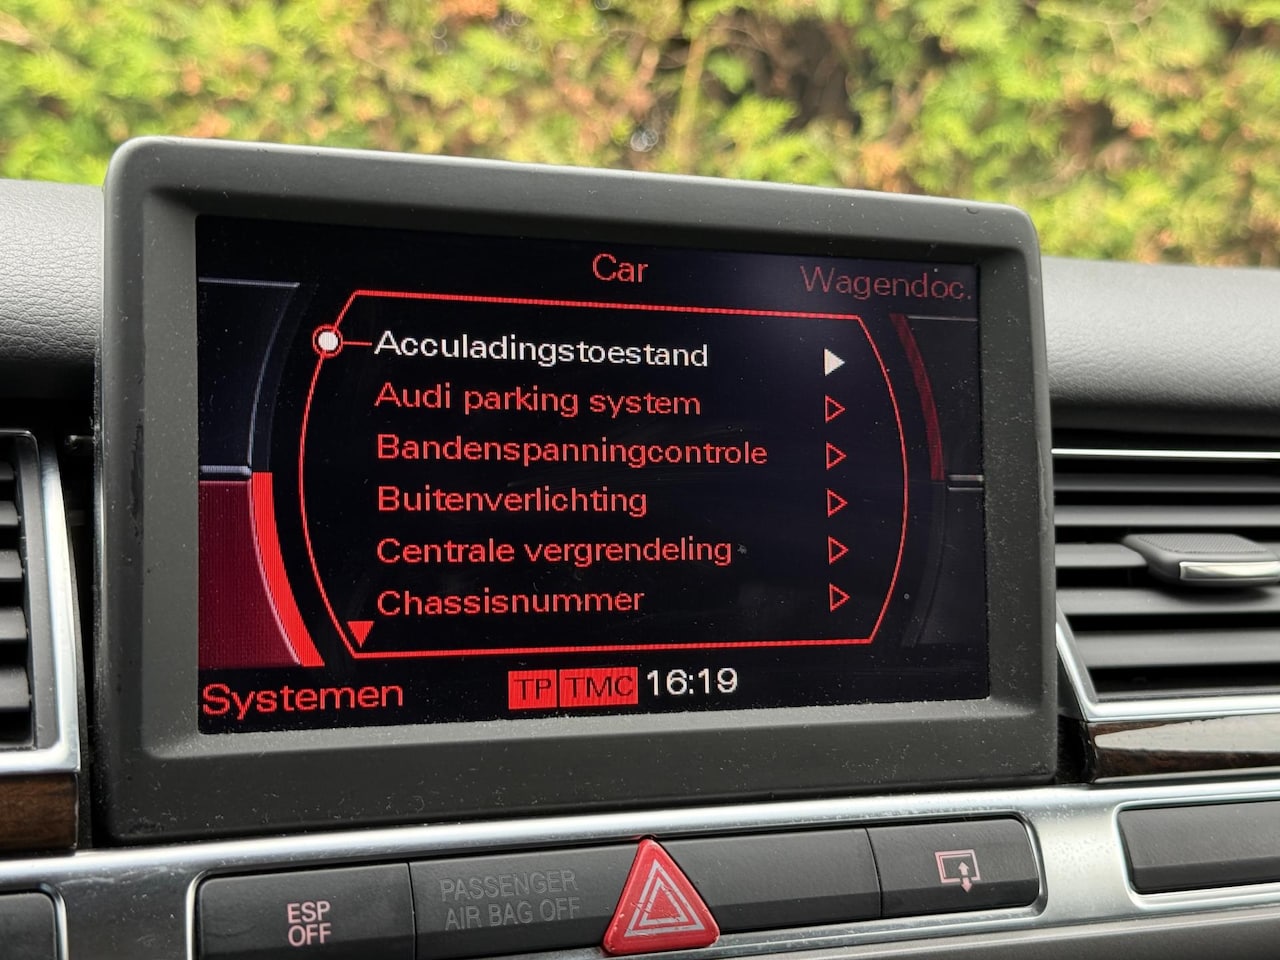 Car
Wagendoc.
Acculadingstoestand
Audi parking system
Bandenspanningcontrole
Buitenverlichting
Centrale vergrendeling
Chassisnummer
Systemen
TP TMC 16:19
ESP
OFF
PASSENGER
AIR BAG OFF